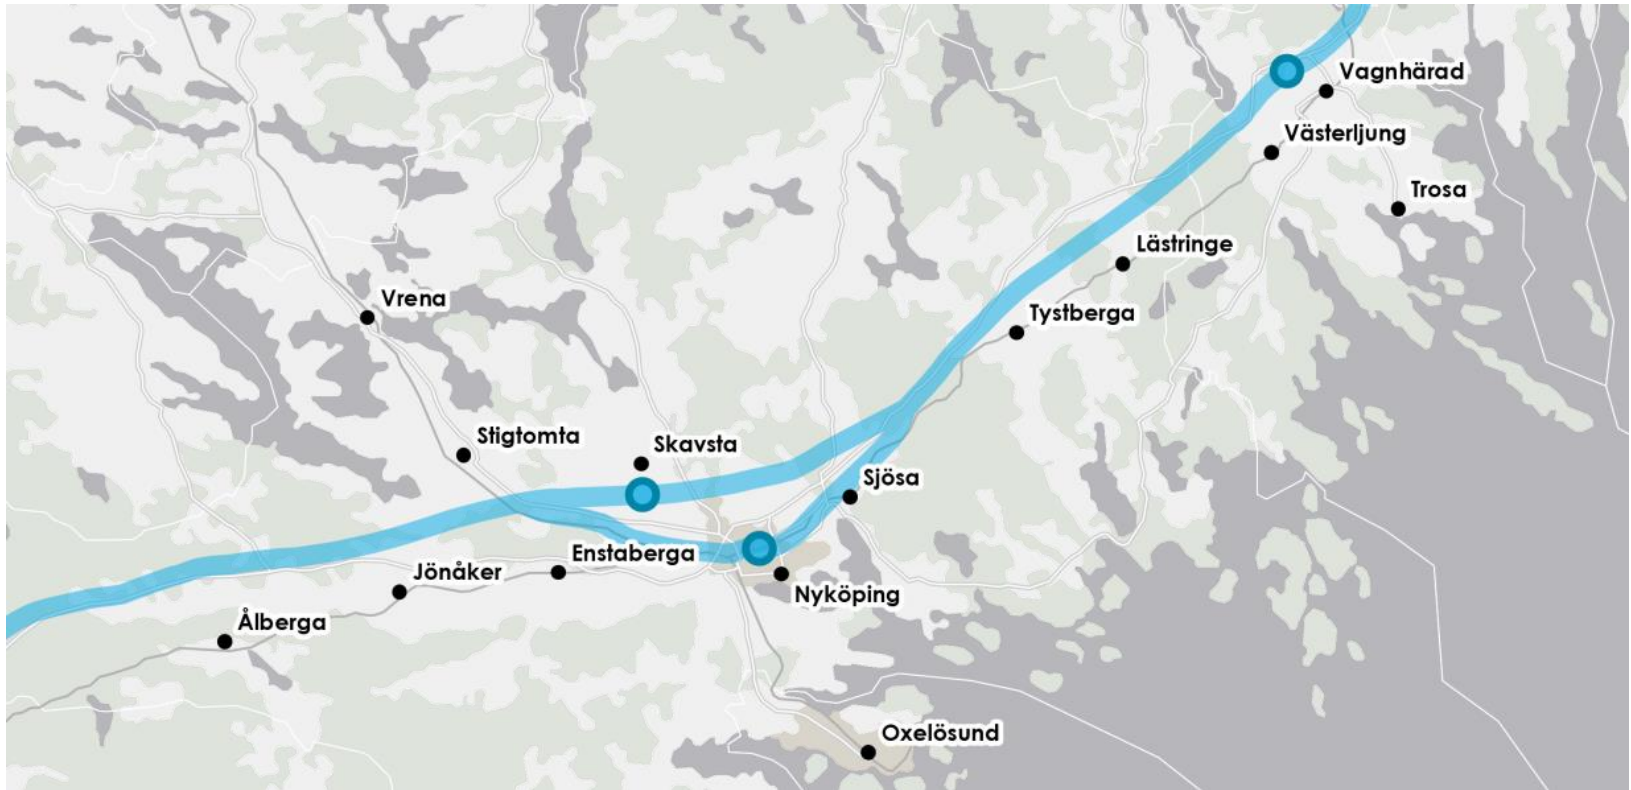 Vagnhärad
Västerljung
Trosa
Lästringe
Vrena
Tystberga
Stigtomta
Skavsta
Sjösa
Enstaberga
Jönåker
Nyköping
Ålberga
Oxelösund